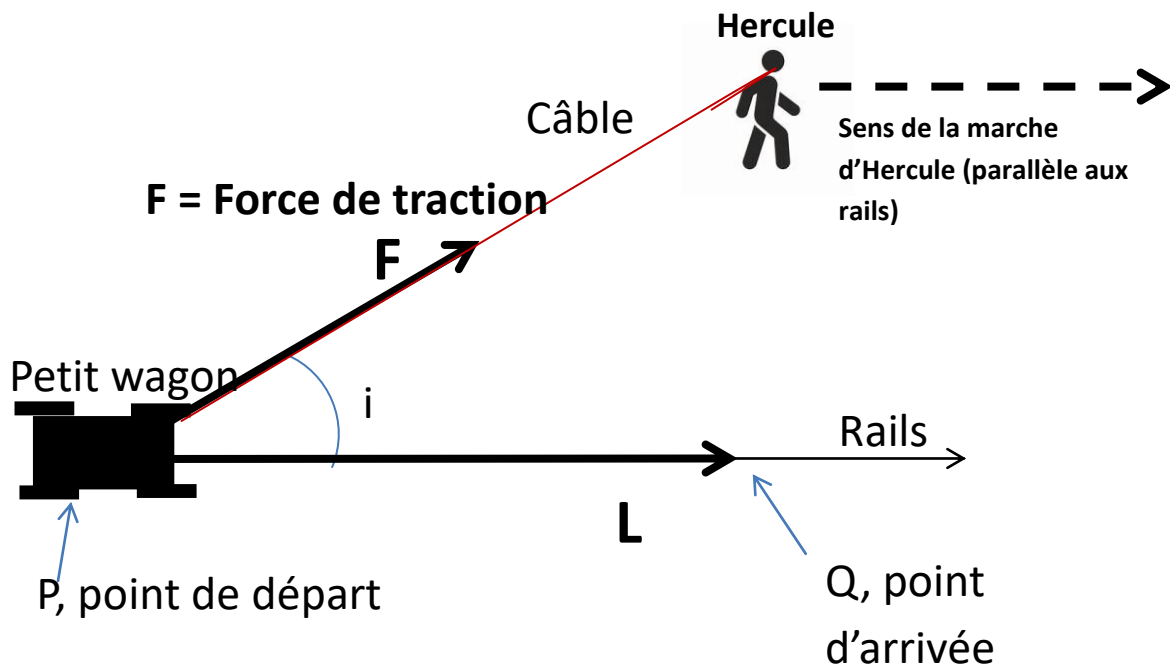 Hercule
Câble
Sens de la marche
d’Hercule (parallèle aux
rails)
F = Force de traction
F
Petit wagon
i
Rails
L
P, point de départ
Q, point
d’arrivée